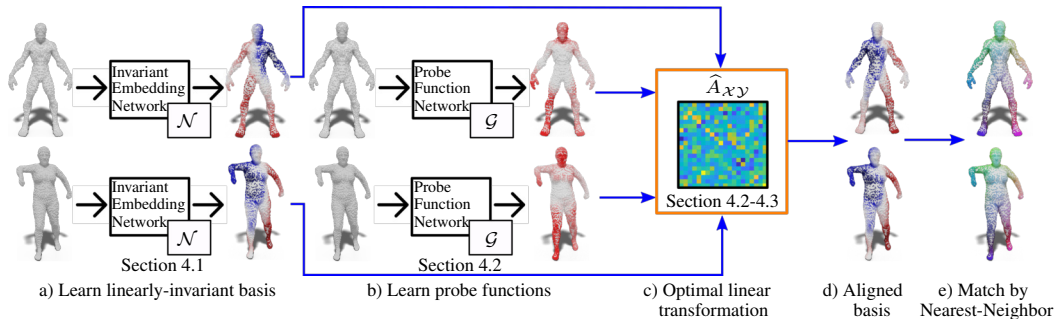 Invariant
Embedding
Network
𝒩
Probe
Function
Network
𝒢
Â𝒳𝒴
Section 4.2-4.3
Invariant
Embedding
Network
𝒩
Section 4.1
Probe
Function
Network
𝒢
Section 4.2
a) Learn linearly-invariant basis
b) Learn probe functions
c) Optimal linear
transformation
d) Aligned
basis
e) Match by
Nearest-Neighbor